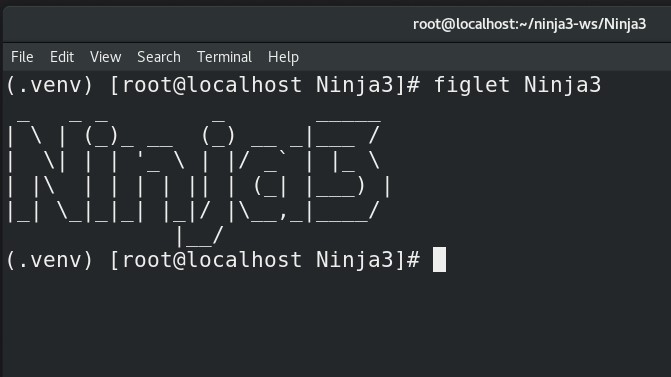 root@localhost:~/ninja3-ws/Ninja3
File Edit View Search Terminal Help
(.venv) [root@localhost Ninja3]# figlet Ninja3
 _   _ _         _       _____
| \ | (_)_ __   (_) __ _|___ /
|  \| | | '_ \  | |/ _` | |_ \
| |\  | | | | | | | (_| |___) |
|_| \_|_|_| |_|/ |\__,_|____/
             |__/
(.venv) [root@localhost Ninja3]#